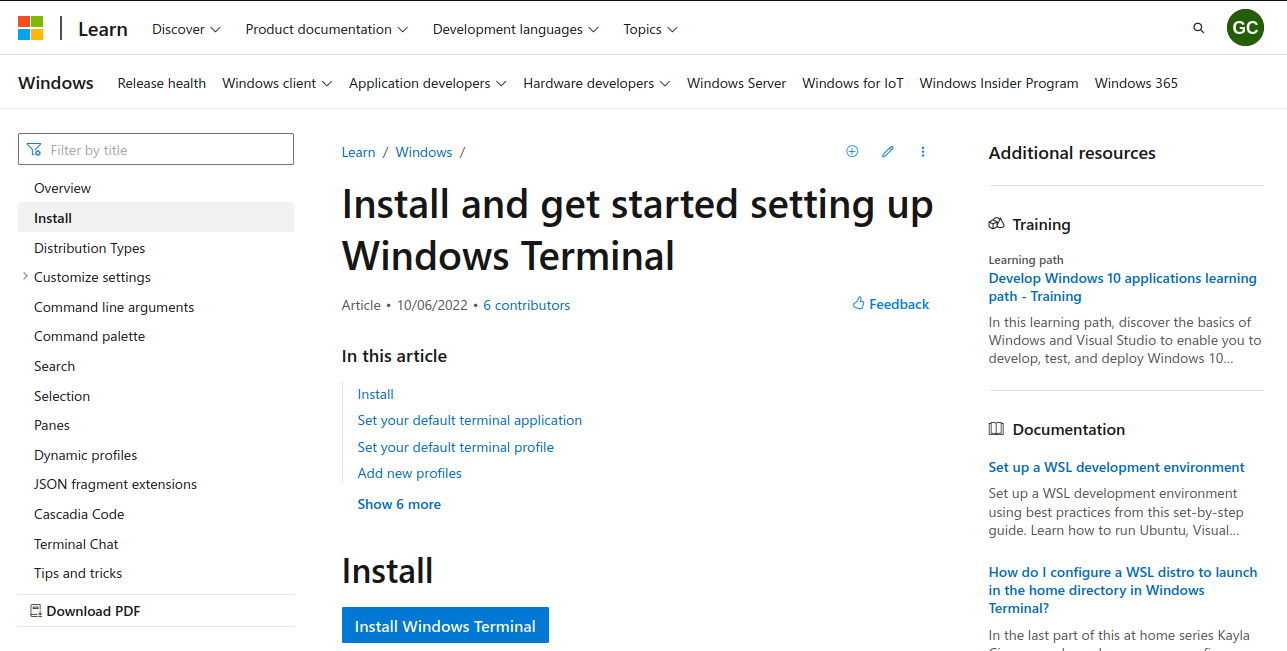 Learn
Discover
Product documentation
Development languages
Topics
GC
Windows
Release health
Windows client
Application developers
Hardware developers
Windows Server
Windows for IoT
Windows Insider Program
Windows 365
Filter by title
Overview
Install
Distribution Types
Customize settings
Command line arguments
Command palette
Search
Selection
Panes
Dynamic profiles
JSON fragment extensions
Cascadia Code
Terminal Chat
Tips and tricks
Download PDF
Learn / Windows /
Install and get started setting up
Windows Terminal
Article • 10/06/2022 • 6 contributors
Feedback
In this article
Install
Set your default terminal application
Set your default terminal profile
Add new profiles
Show 6 more
Install
Install Windows Terminal
Additional resources
Training
Learning path
Develop Windows 10 applications learning
path - Training
In this learning path, discover the basics of
Windows and Visual Studio to enable you to
develop, test, and deploy Windows 10...
Documentation
Set up a WSL development environment
Set up a WSL development environment
using best practices from this set-by-step
guide. Learn how to run Ubuntu, Visual...
How do I configure a WSL distro to launch
in the home directory in Windows
Terminal?
In the last part of this at home series Kayla